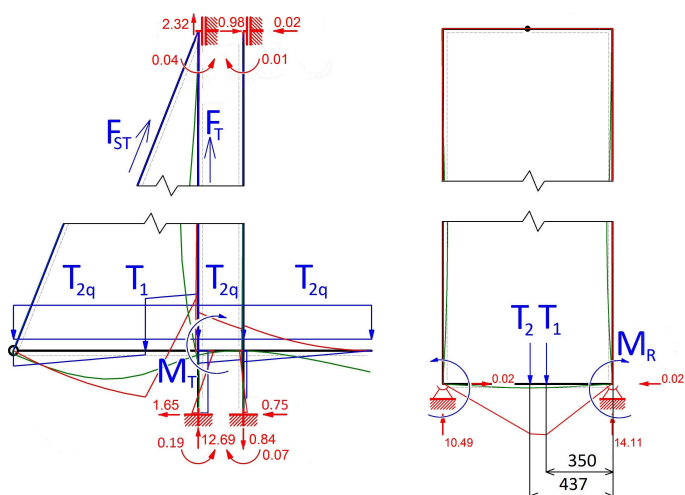 2.32 0.98 0.02
0.04 0.01
F_ST F_T
T_2q T_1 T_2q T_2q
M_T
1.65 0.75
0.19 12.69 0.84
0.07
T_2 T_1 M_R
0.02 0.02
10.49 14.11
350
437